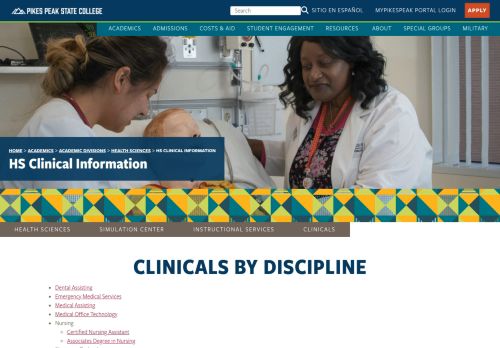 PIKES PEAK STATE COLLEGE
Search
SITIO EN ESPAÑOL
MYPIKESPEAK PORTAL LOGIN
APPLY
ACADEMICS ADMISSIONS COSTS & AID STUDENT ENGAGEMENT RESOURCES ABOUT SPECIAL GROUPS MILITARY
HOME > ACADEMICS > ACADEMIC DIVISIONS > HEALTH SCIENCES > HS CLINICAL INFORMATION
HS Clinical Information
HEALTH SCIENCES SIMULATION CENTER INSTRUCTIONAL SERVICES CLINICALS
CLINICALS BY DISCIPLINE
Dental Assisting
Emergency Medical Services
Medical Assisting
Medical Office Technology
Nursing
Certified Nursing Assistant
Associates Degree in Nursing